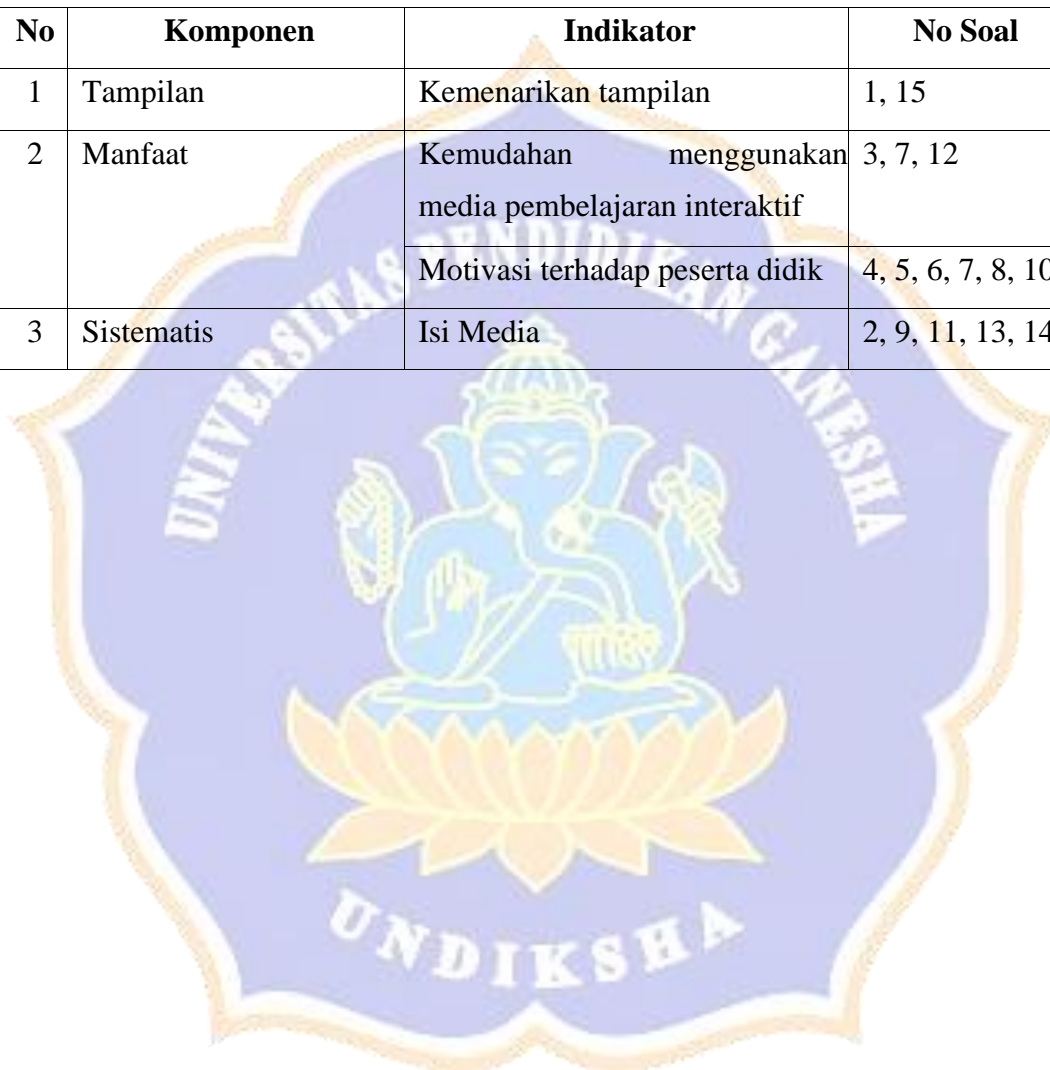 No Komponen Indikator No Soal
1 Tampilan Kemenarikan tampilan 1, 15
2 Manfaat Kemudahan menggunakan 3, 7, 12
media pembelajaran interaktif
Motivasi terhadap peserta didik 4, 5, 6, 7, 8, 10
3 Sistematis Isi Media 2, 9, 11, 13, 14
UNIVERSITAS PENDIDIKAN GANESHA
UNDIKSHA